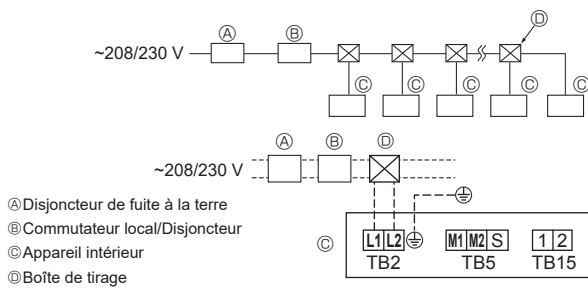 Ⓐ Ⓑ Ⓓ
~208/230 V
Ⓒ Ⓒ Ⓒ Ⓒ Ⓒ
Ⓐ Ⓑ Ⓓ
~208/230 V
ⒶDisjoncteur de fuite à la terre
ⒷCommutateur local/Disjoncteur
ⒸAppareil intérieur
ⒹBoîte de tirage
Ⓒ
L1 L2 M1 M2 S 1 2
TB2 TB5 TB15